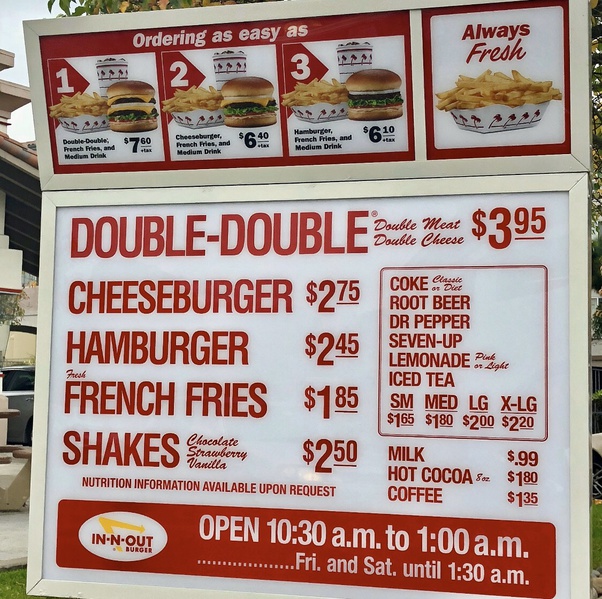 Ordering as easy as
1
Double-Double,
French Fries, and
Medium Drink
$7 60
+tax
2
Cheeseburger,
French Fries, and
Medium Drink
$6 40
+tax
3
Hamburger,
French Fries, and
Medium Drink
$6 10
+tax
Always
Fresh
DOUBLE-DOUBLE® Double Meat Double Cheese $3 95
CHEESEBURGER $2 75
HAMBURGER $2 45
Fresh
FRENCH FRIES $1 85
SHAKES Chocolate Strawberry Vanilla $2 50
NUTRITION INFORMATION AVAILABLE UPON REQUEST
COKE Classic or Diet
ROOT BEER
DR PEPPER
SEVEN-UP
LEMONADE Pink or Light
ICED TEA
SM MED LG X-LG
$1 65 $1 80 $2 00 $2 20
MILK $.99
HOT COCOA 8 oz. $1 80
COFFEE $1 35
IN-N-OUT
BURGER
OPEN 10:30 a.m. to 1:00 a.m.
..................Fri. and Sat. until 1:30 a.m.